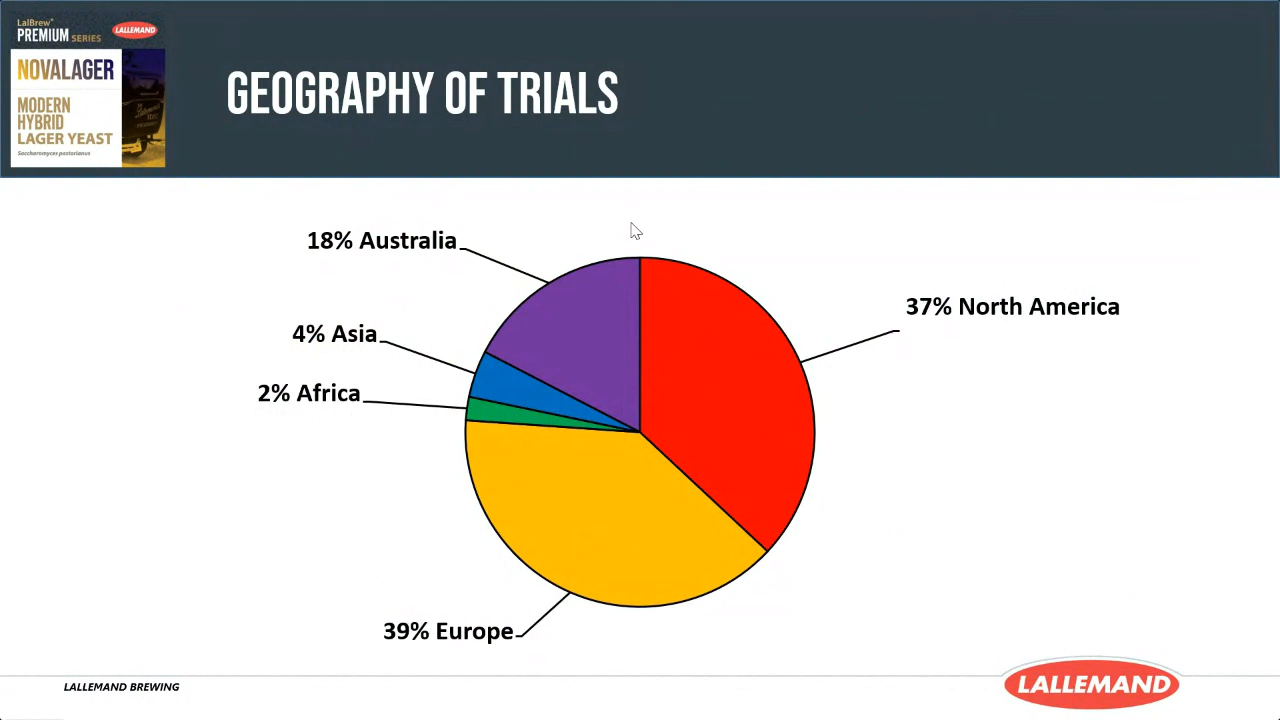 LalBrew®
PREMIUM SERIES
LALLEMAND
NOVALAGER
MODERN
HYBRID
LAGER YEAST
Saccharomyces pastorianus
GEOGRAPHY OF TRIALS
18% Australia
37% North America
4% Asia
2% Africa
39% Europe
LALLEMAND BREWING
LALLEMAND